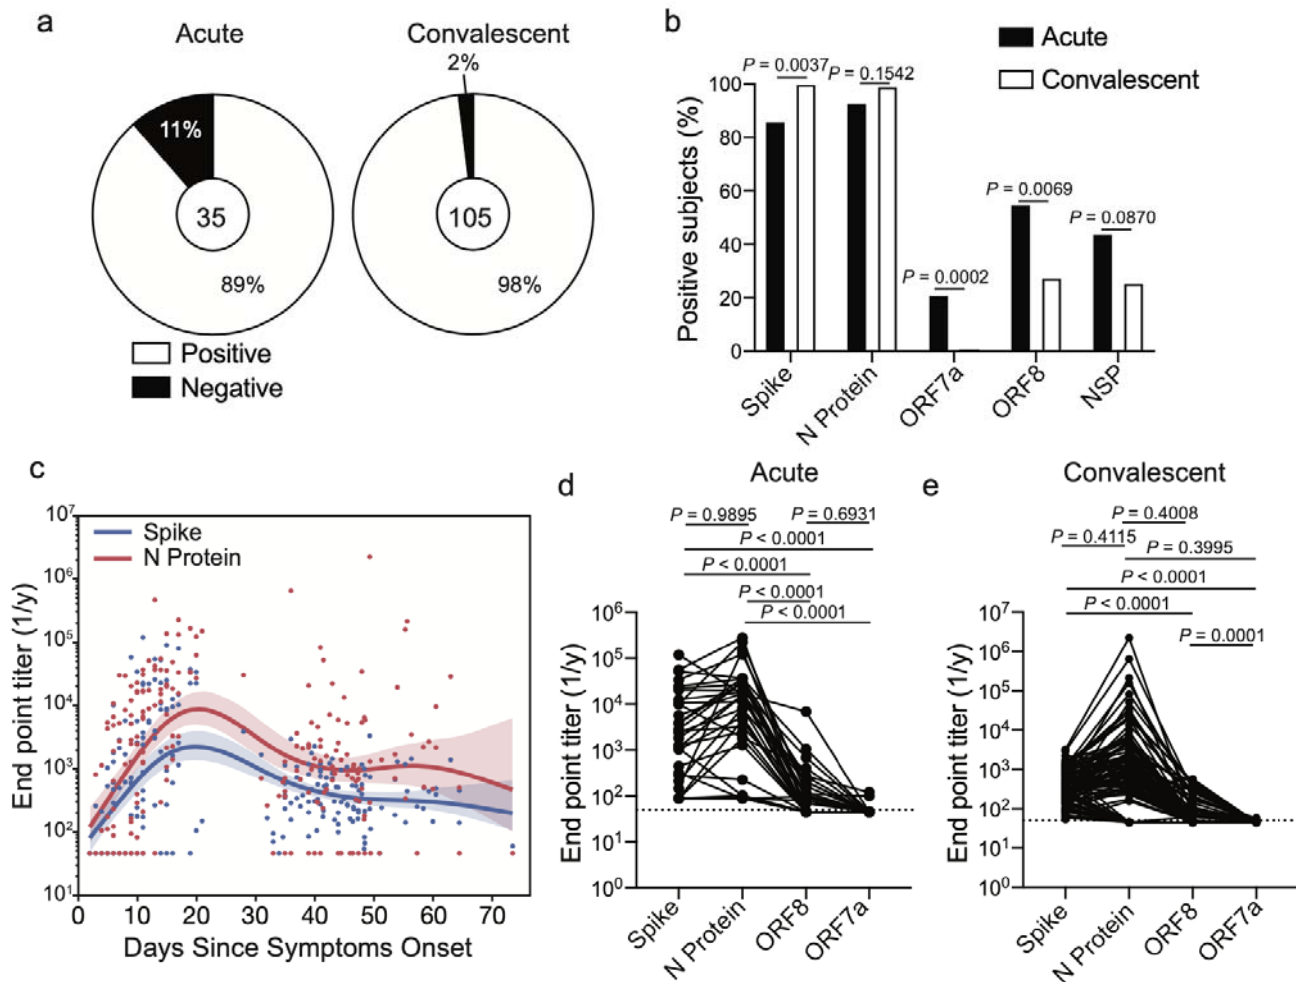 a
Acute
Convalescent
11%
35
89%
2%
105
98%
Positive
Negative
b
Acute
Convalescent
Positive subjects (%)
100
80
60
40
20
0
P = 0.0037
P = 0.1542
P = 0.0002
P = 0.0069
P = 0.0870
Spike
N Protein
ORF7a
ORF8
NSP
c
Spike
N Protein
End point titer (1/y)
10⁷
10⁶
10⁵
10⁴
10³
10²
10¹
0 10 20 30 40 50 60 70
Days Since Symptoms Onset
d
Acute
P = 0.9895
P = 0.6931
P < 0.0001
P < 0.0001
P < 0.0001
P < 0.0001
End point titer (1/y)
10⁶
10⁵
10⁴
10³
10²
10¹
10⁰
Spike
N Protein
ORF8
ORF7a
e
Convalescent
P = 0.4008
P = 0.4115
P = 0.3995
P < 0.0001
P < 0.0001
P = 0.0001
End point titer (1/y)
10⁷
10⁶
10⁵
10⁴
10³
10²
10¹
10⁰
Spike
N Protein
ORF8
ORF7a